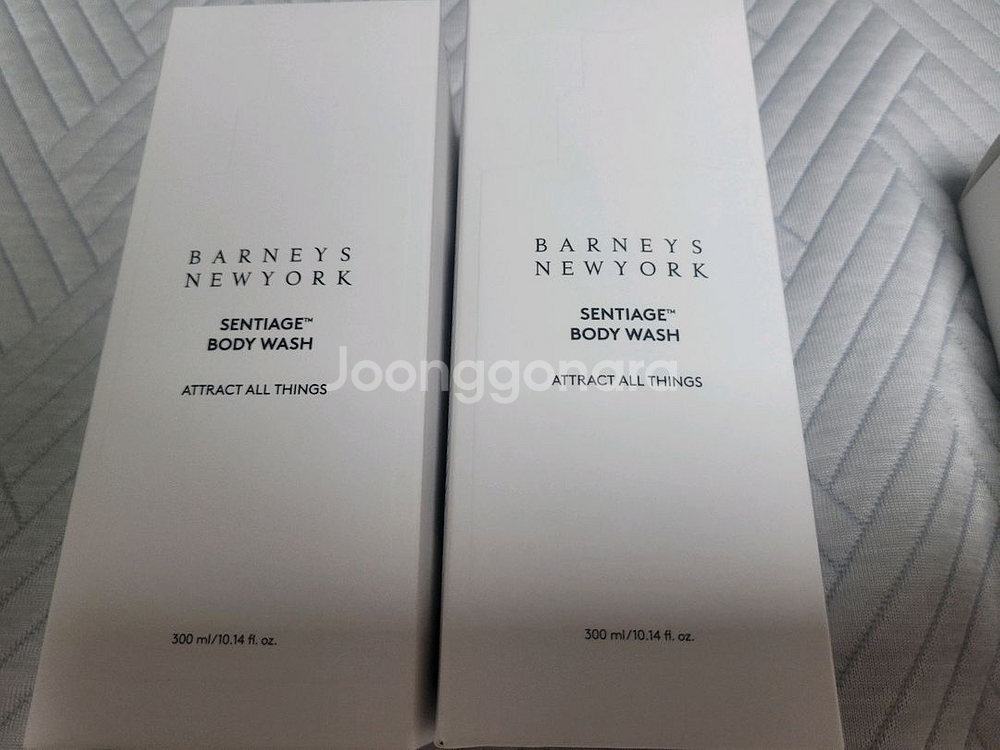 BARNEYS
NEWYORK
SENTIAGE™
BODY WASH
ATTRACT ALL THINGS
300 ml/10.14 fl. oz.
BARNEYS
NEWYORK
SENTIAGE™
BODY WASH
ATTRACT ALL THINGS
300 ml/10.14 fl. oz.
Joonggonara